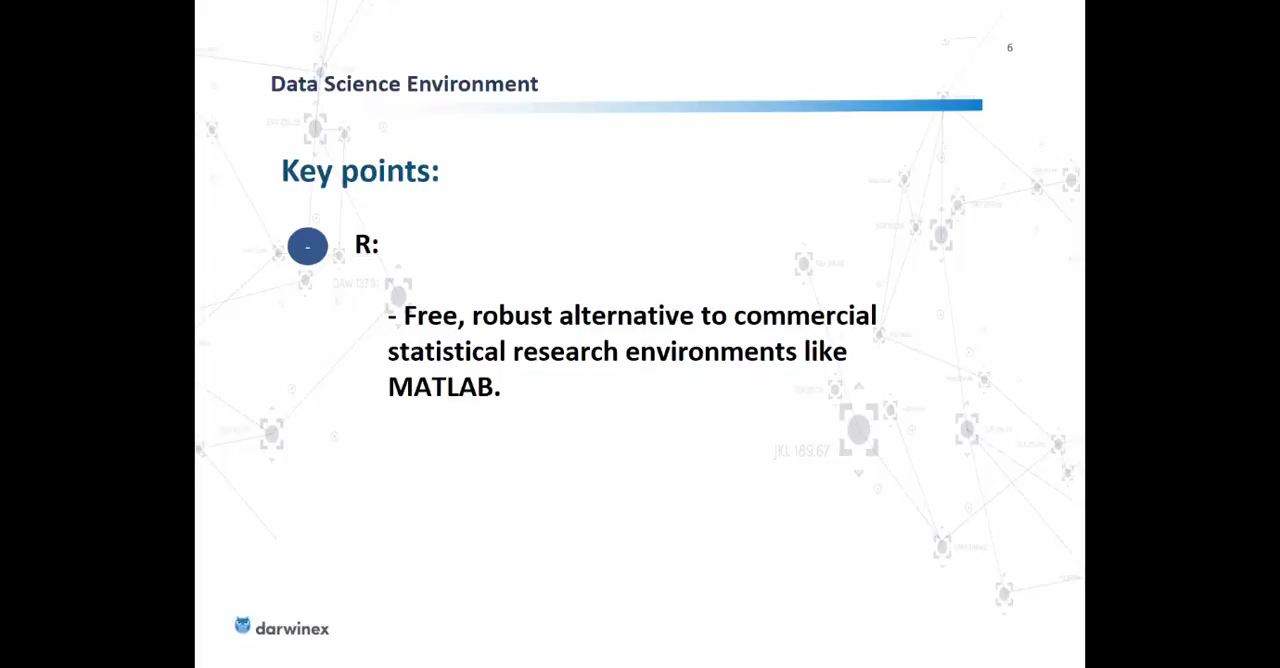 6
Data Science Environment
Key points:
- R:
- Free, robust alternative to commercial
statistical research environments like
MATLAB.
JKL 169.67
darwinex